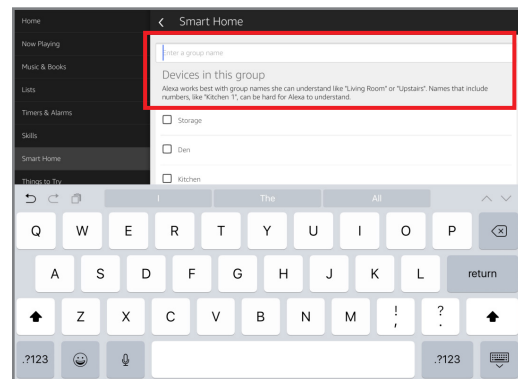 Home
Now Playing
Music & Books
Lists
Timers & Alarms
Skills
Smart Home
Things to Try
Smart Home
Enter a group name
Devices in this group
Alexa works best with group names she can understand like "Living Room" or "Upstairs". Names that include
numbers, like "Kitchen 1", can be hard for Alexa to understand.
Storage
Den
Kitchen
I The All
Q W E R T Y U I O P
A S D F G H J K L return
Z X C V B N M ! , ? .
.?123 .?123